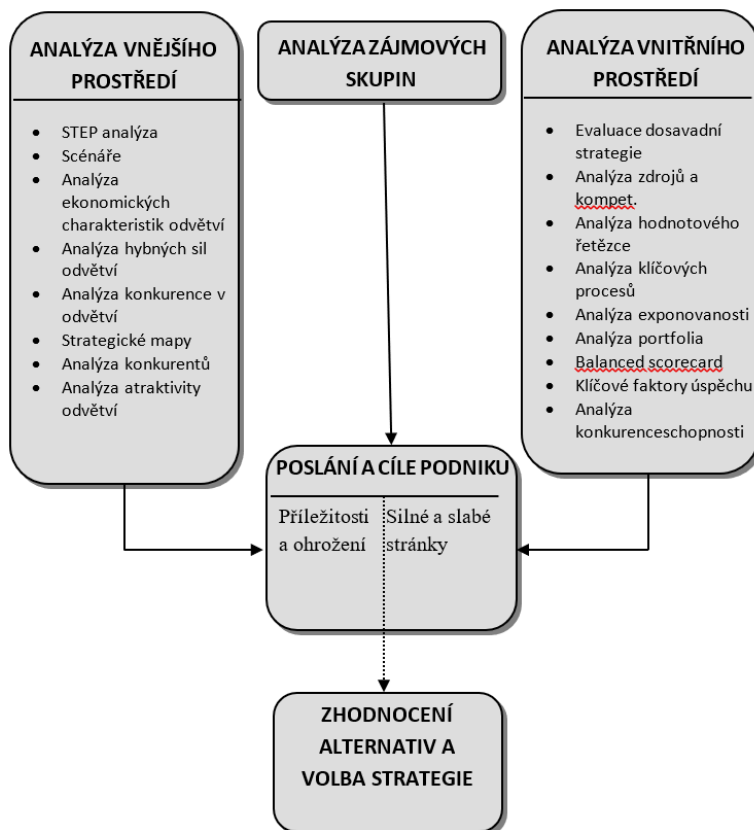 ANALÝZA VNĚJŠÍHO
PROSTŘEDÍ
• STEP analýza
• Scénáře
• Analýza
ekonomických
charakteristik odvětví
• Analýza hybných sil
odvětví
• Analýza konkurence v
odvětví
• Strategické mapy
• Analýza konkurentů
• Analýza atraktivity
odvětví
ANALÝZA ZÁJMOVÝCH
SKUPIN
ANALÝZA VNITŘNÍHO
PROSTŘEDÍ
• Evaluace dosavadní
strategie
• Analýza zdrojů a
kompet.
• Analýza hodnotového
řetězce
• Analýza klíčových
procesů
• Analýza exponovanosti
• Analýza portfolia
• Balanced scorecard
• Klíčové faktory úspěchu
• Analýza
konkurenceschopnosti
POSLÁNÍ A CÍLE PODNIKU
Příležitosti
a ohrožení
Silné a slabé
stránky
ZHODNOCENÍ
ALTERNATIV A
VOLBA STRATEGIE